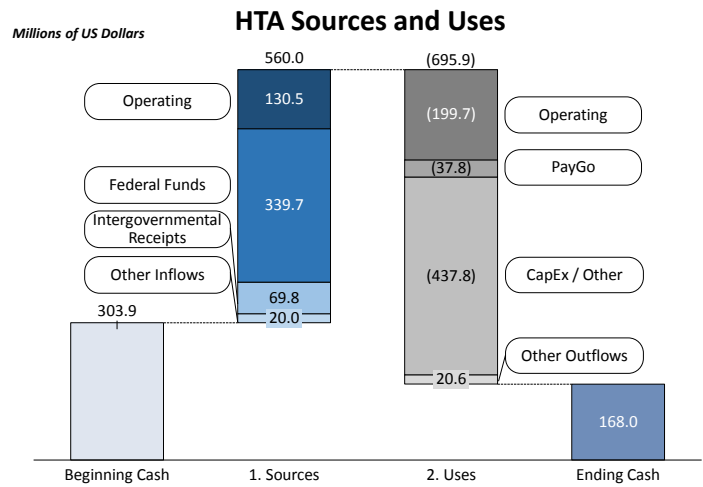 HTA Sources and Uses
Millions of US Dollars
560.0
(695.9)
Operating
130.5
(199.7)
Operating
(37.8)
PayGo
Federal Funds
339.7
Intergovernmental
Receipts
Other Inflows
(437.8)
CapEx / Other
69.8
303.9
20.0
Other Outflows
20.6
168.0
Beginning Cash
1. Sources
2. Uses
Ending Cash